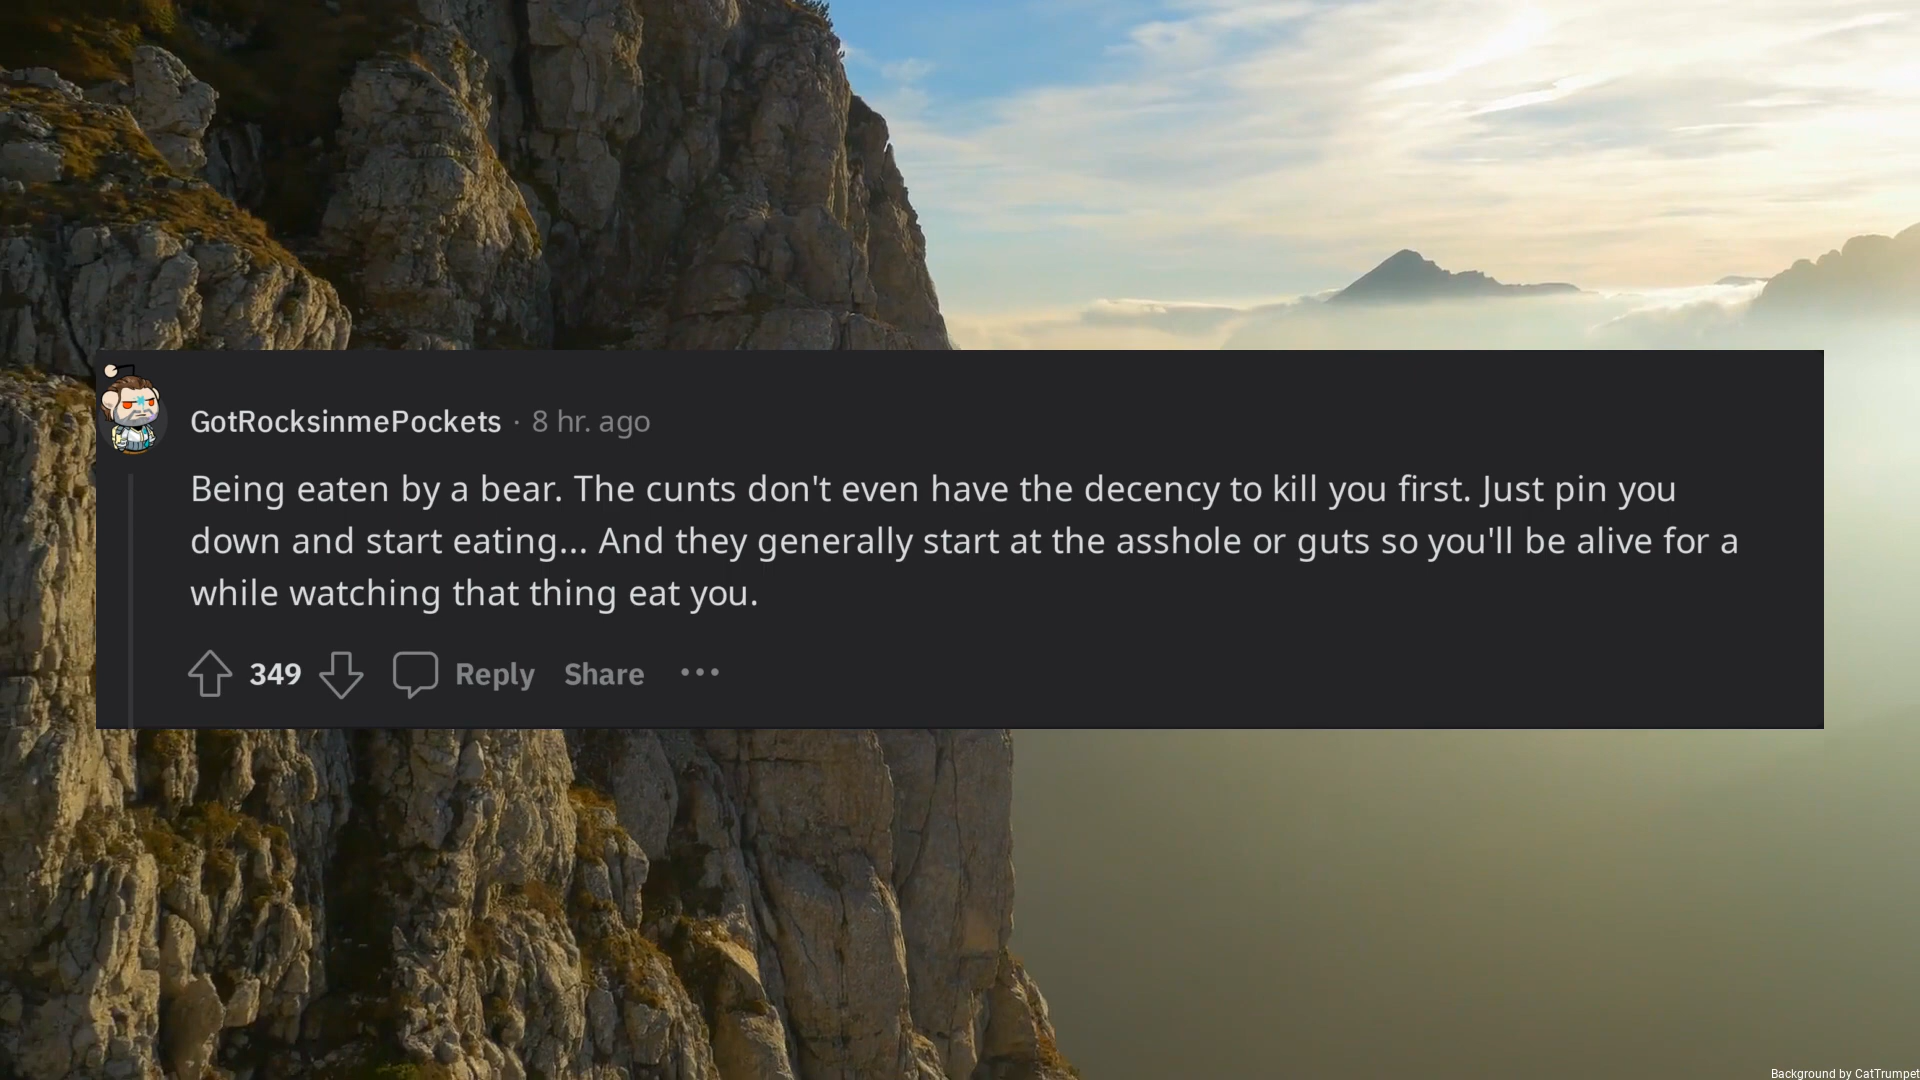 GotRocksinmePockets · 8 hr. ago
Being eaten by a bear. The cunts don't even have the decency to kill you first. Just pin you
down and start eating... And they generally start at the asshole or guts so you'll be alive for a
while watching that thing eat you.
349 Reply Share ...
Background by CatTrumpet